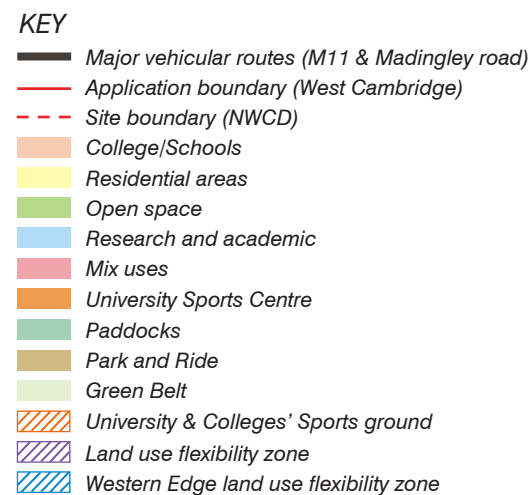 KEY
Major vehicular routes (M11 & Madingley road)
Application boundary (West Cambridge)
Site boundary (NWCD)
College/Schools
Residential areas
Open space
Research and academic
Mix uses
University Sports Centre
Paddocks
Park and Ride
Green Belt
University & Colleges' Sports ground
Land use flexibility zone
Western Edge land use flexibility zone